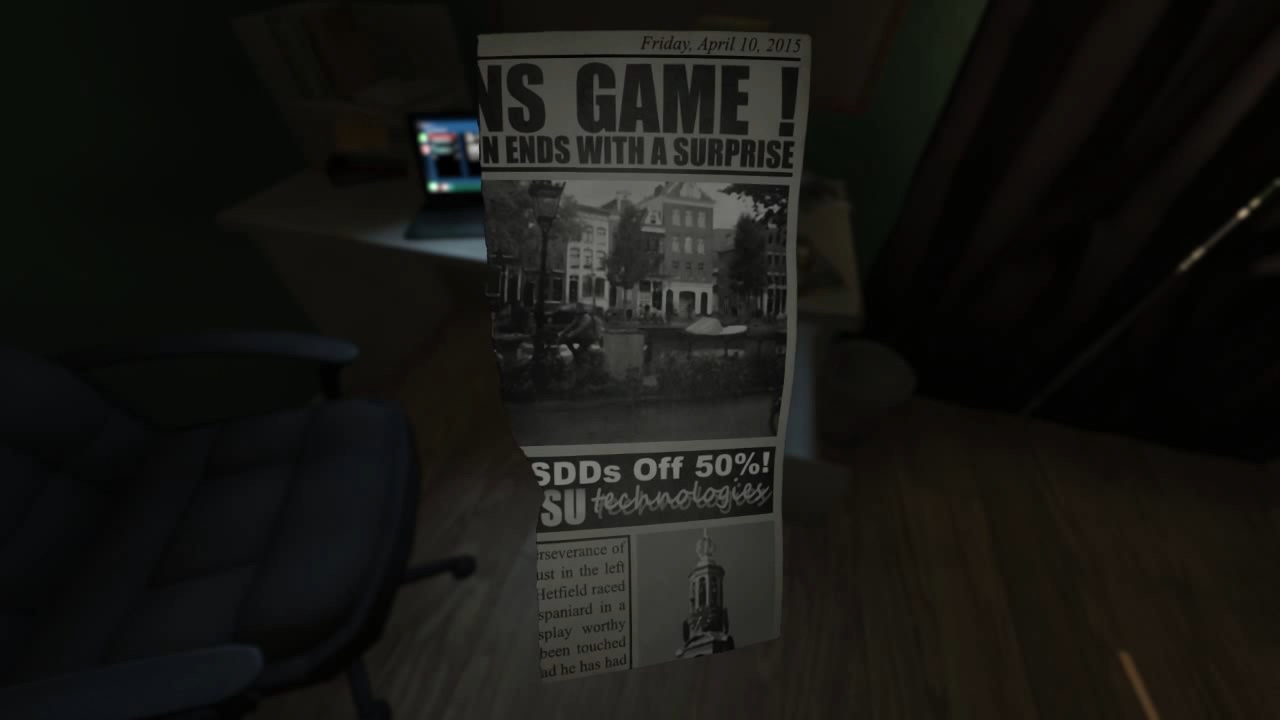 Friday, April 10, 2015
NS GAME !
N ENDS WITH A SURPRISE
SDDs Off 50%!
SU technologies
rseverance of
ust in the left
Hetfield raced
spaniard in a
splay worthy
been touched
ad he has had